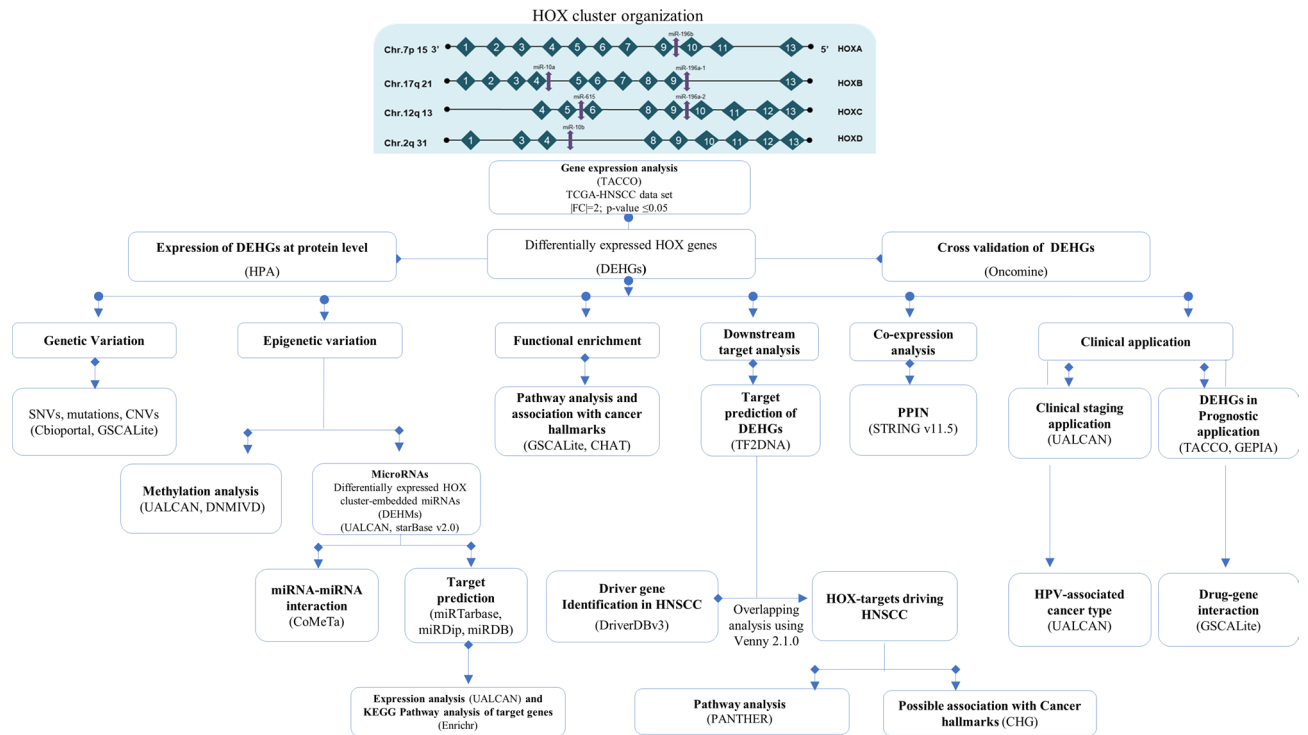 HOX cluster organization
miR-196b
Chr.7p 15 3’ 1 2 3 4 5 6 7 9 10 11 13 5’ HOXA
miR-10a miR-196a-1
Chr.17q 21 1 2 3 4 5 6 7 8 9 13 HOXB
miR-615 miR-196a-2
Chr.12q 13 4 5 6 8 9 10 11 12 13 HOXC
miR-10b
Chr.2q 31 1 3 4 8 9 10 11 12 13 HOXD
Gene expression analysis
(TACCO)
TCGA-HNSCC data set
|FC|=2; p-value ≤0.05
Expression of DEHGs at protein level
(HPA)
Differentially expressed HOX genes
(DEHGs)
Cross validation of DEHGs
(Oncomine)
Genetic Variation
Epigenetic variation
Functional enrichment
Downstream
target analysis
Co-expression
analysis
Clinical application
SNVs, mutations, CNVs
(Cbioportal, GSCALite)
Pathway analysis and
association with cancer
hallmarks
(GSCALite, CHAT)
Target
prediction of
DEHGs
(TF2DNA)
PPIN
(STRING v11.5)
Clinical staging
application
(UALCAN)
DEHGs in
Prognostic
application
(TACCO, GEPIA)
Methylation analysis
(UALCAN, DNMIVD)
MicroRNAs
Differentially expressed HOX
cluster-embedded miRNAs
(DEHMs)
(UALCAN, starBase v2.0)
miRNA-miRNA
interaction
(CoMeTa)
Target
prediction
(miRTarbase,
miRDip, miRDB)
Driver gene
Identification in HNSCC
(DriverDBv3)
Overlapping
analysis using
Venny 2.1.0
HOX-targets driving
HNSCC
HPV-associated
cancer type
(UALCAN)
Drug-gene
interaction
(GSCALite)
Expression analysis (UALCAN) and
KEGG Pathway analysis of target genes
(Enrichr)
Pathway analysis
(PANTHER)
Possible association with Cancer
hallmarks (CHG)